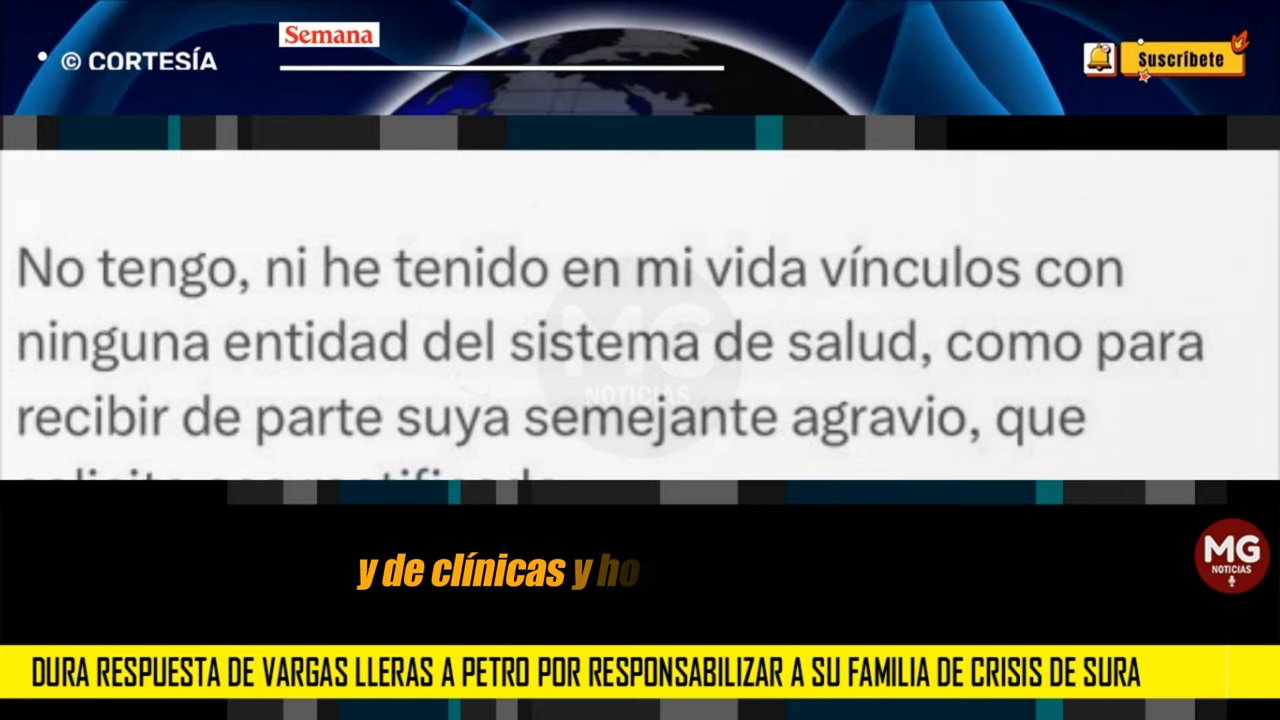 Semana
© CORTESÍA
Suscríbete
No tengo, ni he tenido en mi vida vínculos con
ninguna entidad del sistema de salud, como para
recibir de parte suya semejante agravio, que
MG
NOTICIAS
y de clínicas y ho
MG
NOTICIAS
DURA RESPUESTA DE VARGAS LLERAS A PETRO POR RESPONSABILIZAR A SU FAMILIA DE CRISIS DE SURA